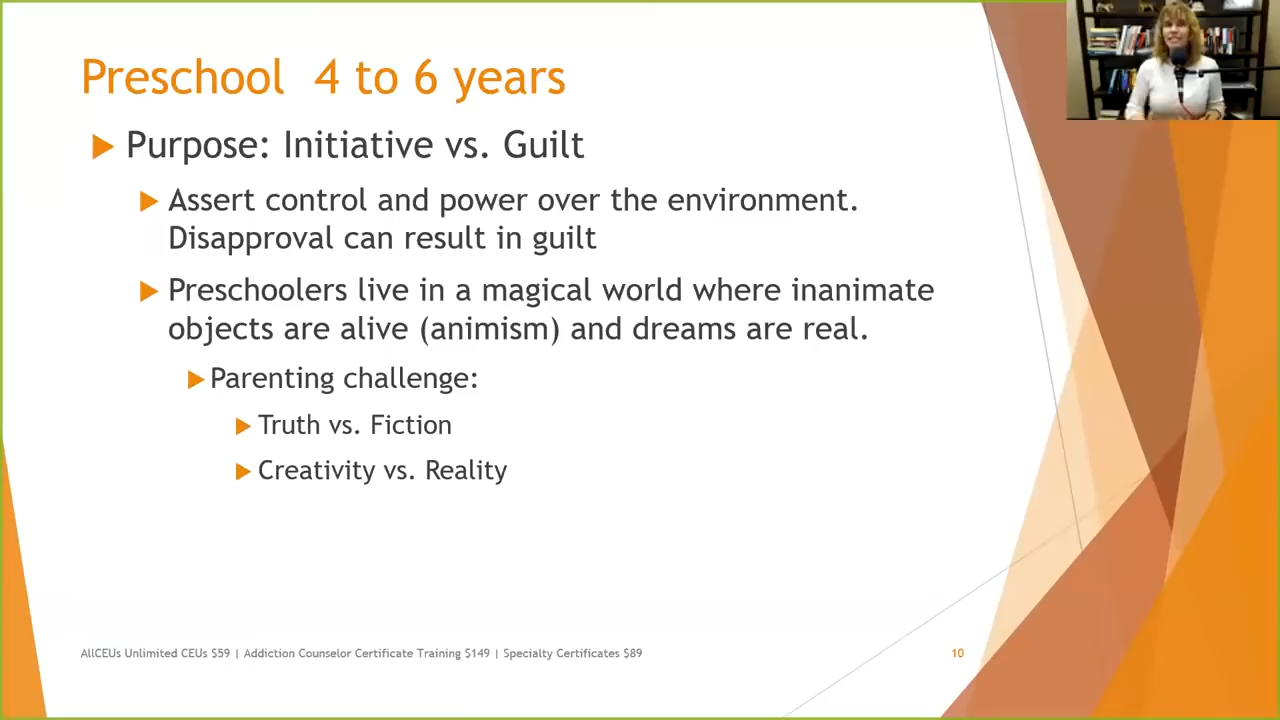 Preschool 4 to 6 years
Purpose: Initiative vs. Guilt
Assert control and power over the environment.
Disapproval can result in guilt
Preschoolers live in a magical world where inanimate
objects are alive (animism) and dreams are real.
Parenting challenge:
Truth vs. Fiction
Creativity vs. Reality
AllCEUs Unlimited CEUs $59 | Addiction Counselor Certificate Training $149 | Specialty Certificates $89
10